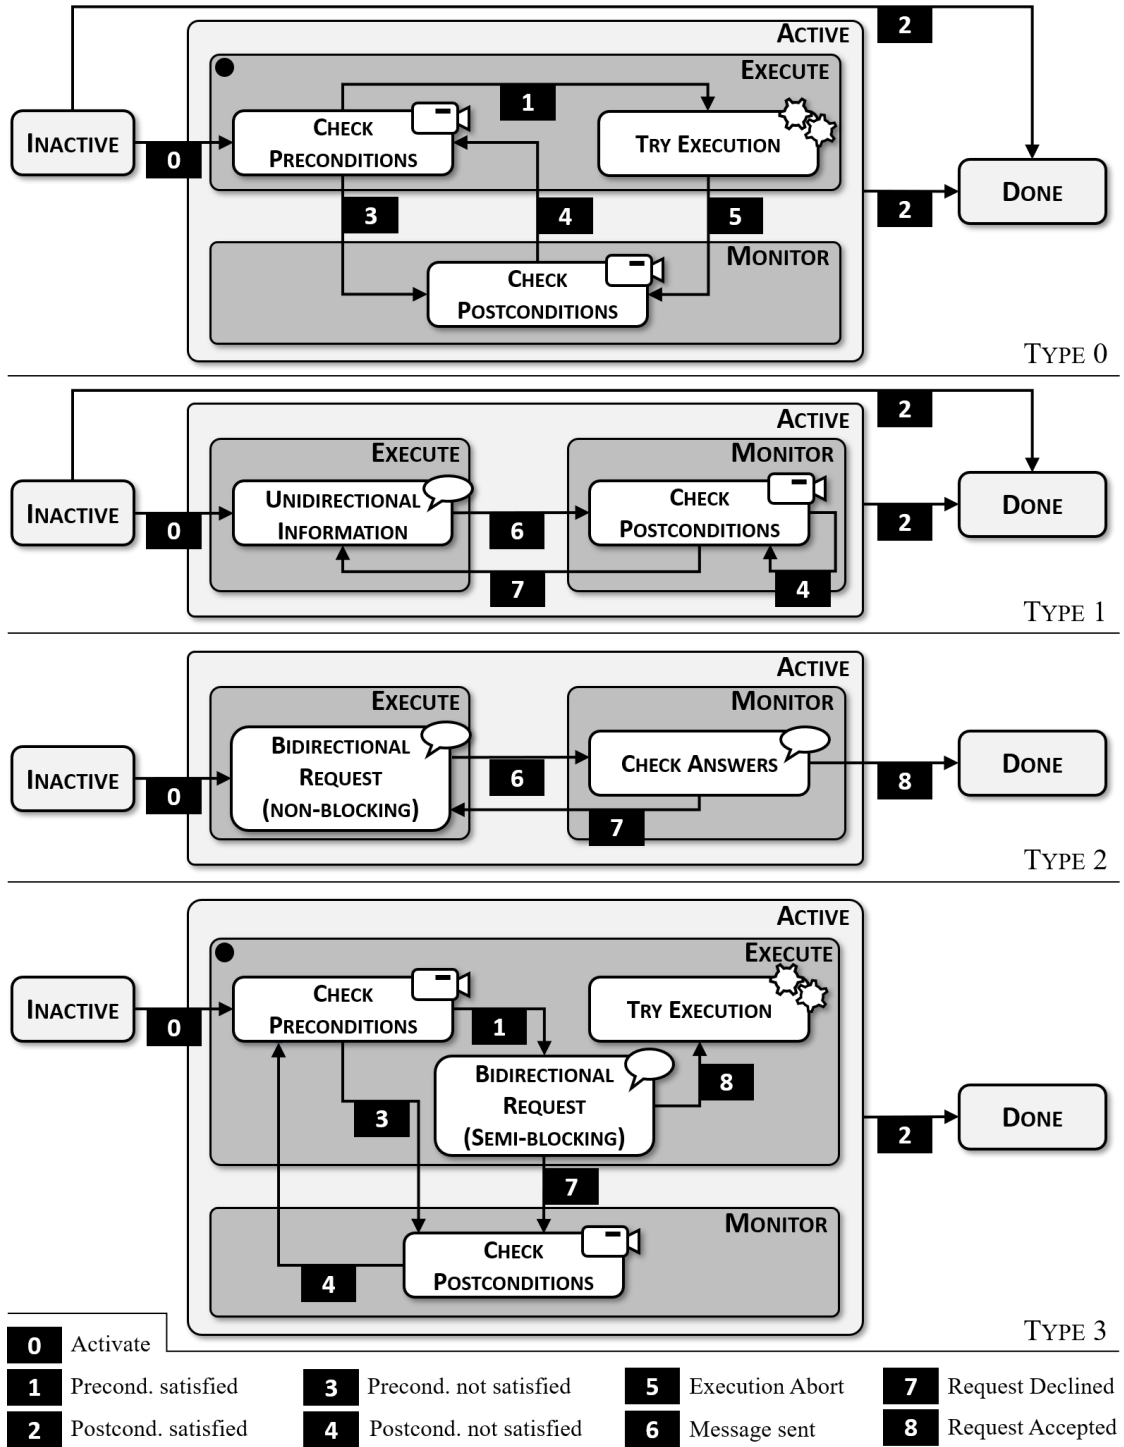 2
ACTIVE
EXECUTE
1
INACTIVE
0
CHECK
PRECONDITIONS
TRY EXECUTION
DONE
2
3
4
5
MONITOR
CHECK
POSTCONDITIONS
TYPE 0
2
ACTIVE
EXECUTE
MONITOR
INACTIVE
0
UNIDIRECTIONAL
INFORMATION
6
7
CHECK
POSTCONDITIONS
4
2
DONE
TYPE 1
ACTIVE
EXECUTE
MONITOR
INACTIVE
0
BIDIRECTIONAL
REQUEST
(NON-BLOCKING)
6
7
CHECK ANSWERS
8
DONE
TYPE 2
ACTIVE
EXECUTE
INACTIVE
0
CHECK
PRECONDITIONS
1
TRY EXECUTION
BIDIRECTIONAL
REQUEST
(SEMI-BLOCKING)
8
3
7
2
DONE
MONITOR
CHECK
POSTCONDITIONS
4
TYPE 3
0 Activate
1 Precond. satisfied
3 Precond. not satisfied
5 Execution Abort
7 Request Declined
2 Postcond. satisfied
4 Postcond. not satisfied
6 Message sent
8 Request Accepted